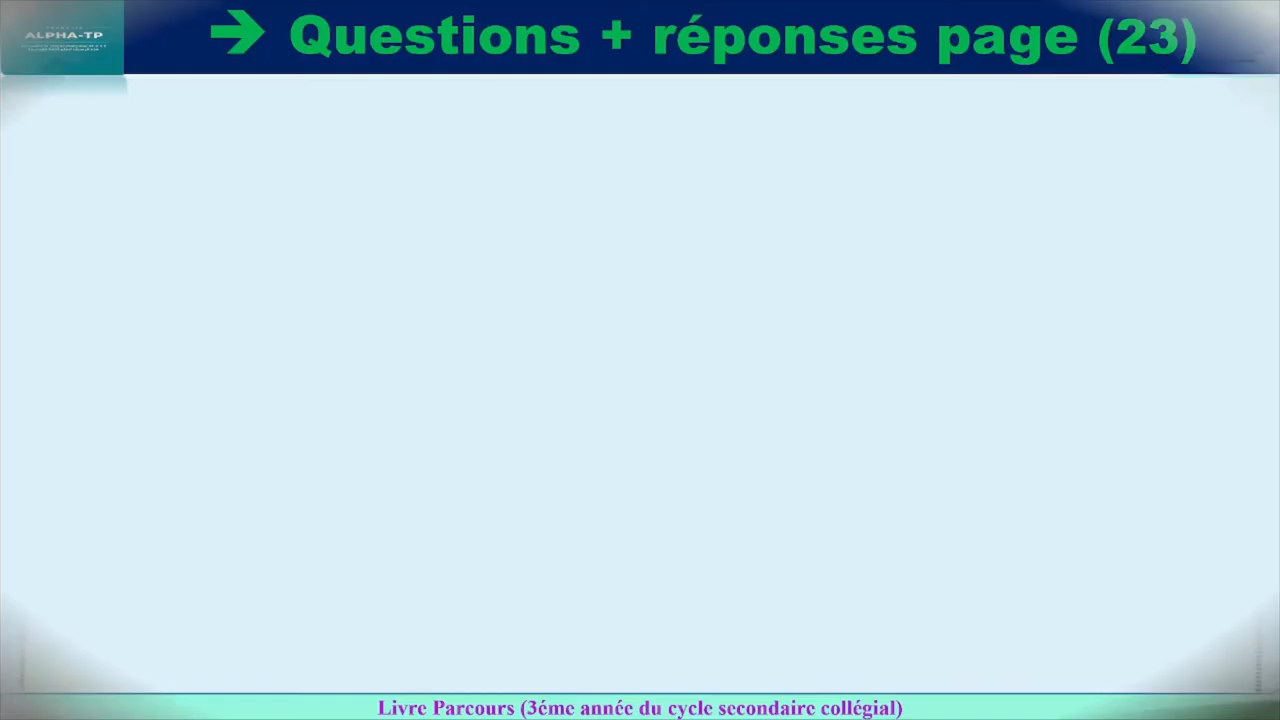 ALPHA-TP
➔ Questions + réponses page (23)
Livre Parcours (3éme année du cycle secondaire collégial)